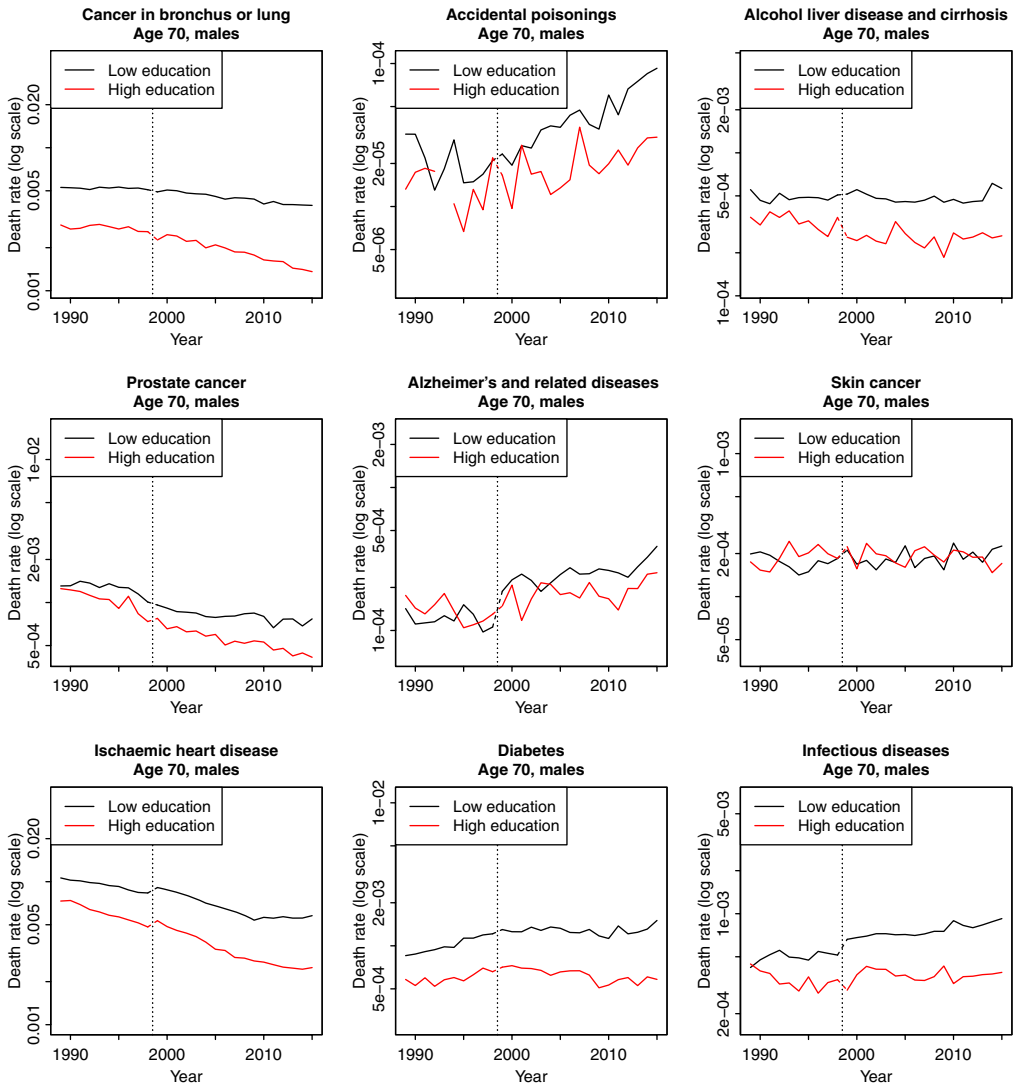 Cancer in bronchus or lung
Age 70, males
Low education
High education
Death rate (log scale)
0.020
0.005
0.001
1990
2000
2010
Year
Accidental poisonings
Age 70, males
Low education
High education
Death rate (log scale)
1e−04
2e−05
5e−06
1990
2000
2010
Year
Alcohol liver disease and cirrhosis
Age 70, males
Low education
High education
Death rate (log scale)
2e−03
5e−04
1e−04
1990
2000
2010
Year
Prostate cancer
Age 70, males
Low education
High education
Death rate (log scale)
1e−02
2e−03
5e−04
1990
2000
2010
Year
Alzheimer's and related diseases
Age 70, males
Low education
High education
Death rate (log scale)
2e−03
5e−04
1e−04
1990
2000
2010
Year
Skin cancer
Age 70, males
Low education
High education
Death rate (log scale)
1e−03
2e−04
5e−05
1990
2000
2010
Year
Ischaemic heart disease
Age 70, males
Low education
High education
Death rate (log scale)
0.020
0.005
0.001
1990
2000
2010
Year
Diabetes
Age 70, males
Low education
High education
Death rate (log scale)
1e−02
2e−03
5e−04
1990
2000
2010
Year
Infectious diseases
Age 70, males
Low education
High education
Death rate (log scale)
5e−03
1e−03
2e−04
1990
2000
2010
Year